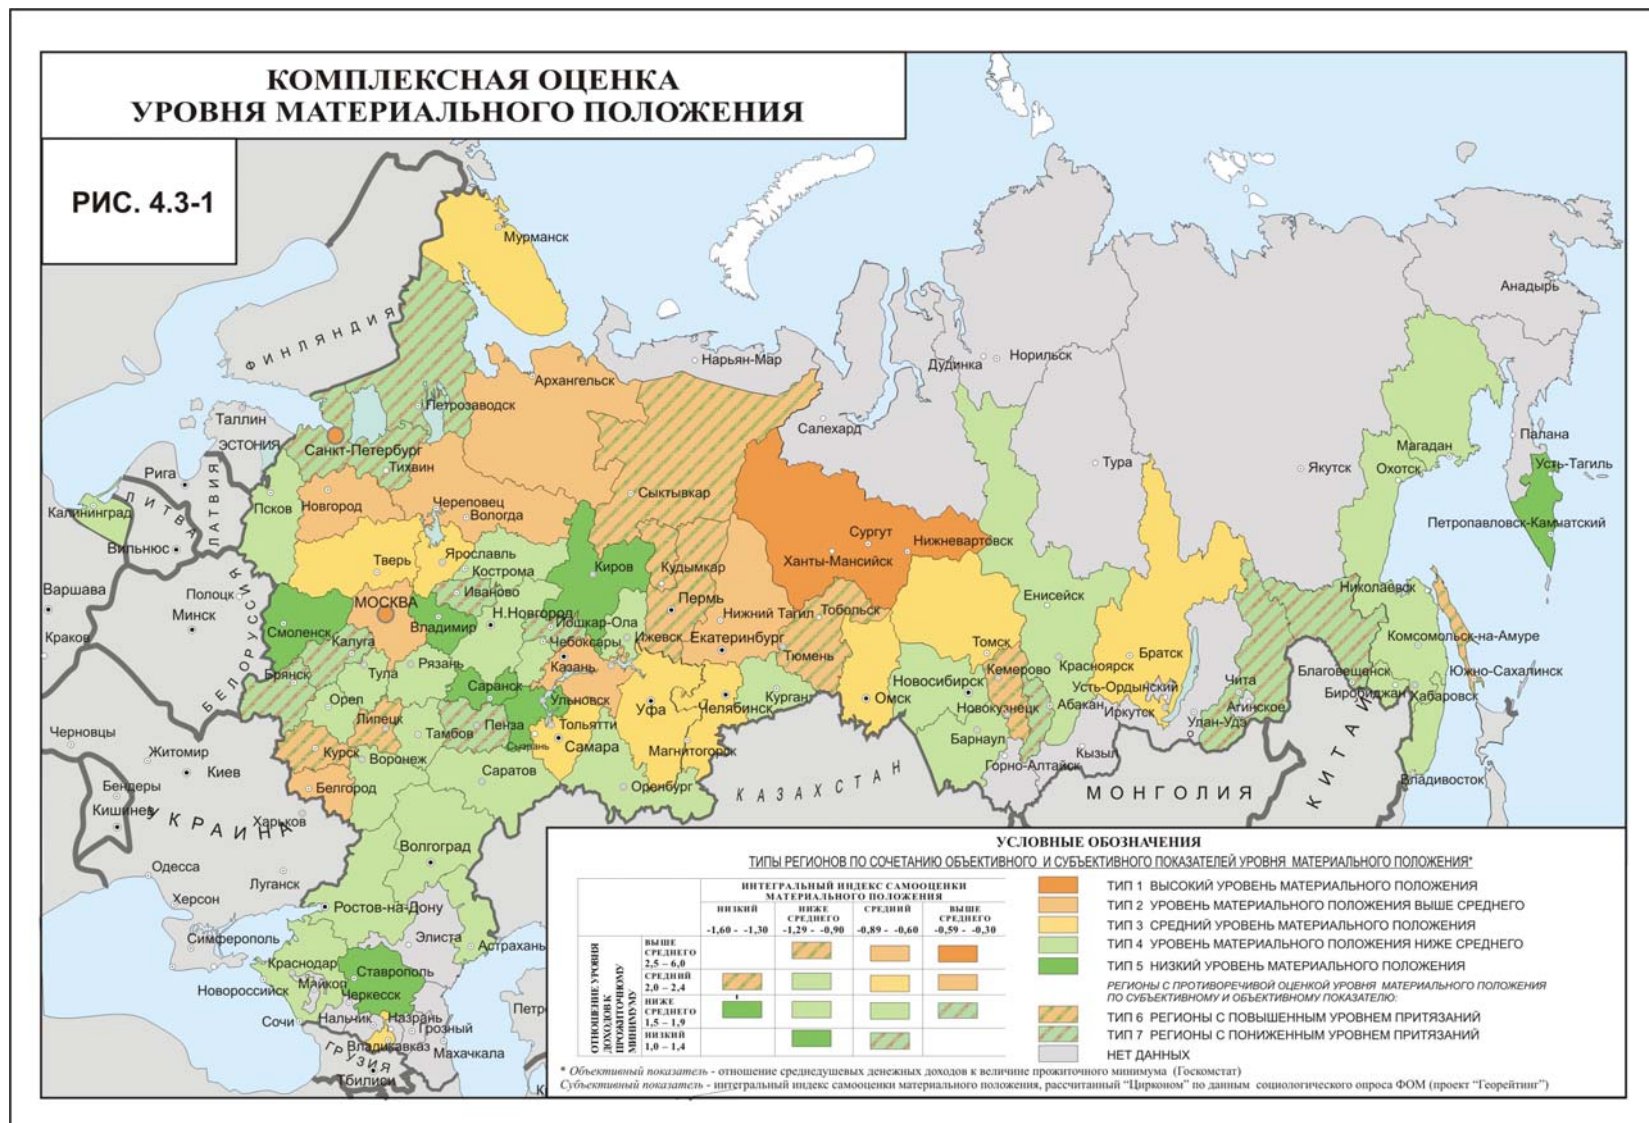 КОМПЛЕКСНАЯ ОЦЕНКА
УРОВНЯ МАТЕРИАЛЬНОГО ПОЛОЖЕНИЯ
РИС. 4.3-1
Мурманск
Анадырь
ФИНЛЯНДИЯ
Нарьян-Мар
Дудинка
Норильск
Архангельск
Петрозаводск
Таллин
ЭСТОНИЯ
Салехард
Палана
Магадан
Санкт-Петербург
Тихвин
Тура
Якутск
Охотск
Усть-Тагиль
Рига
ЛАТВИЯ
ЛИТВА
Псков
Новгород
Череповец
Вологда
Сыктывкар
Калининград
Сургут
Нижневартовск
Петропавловск-Камчатский
Вильнюс
Тверь
Ярославль
Кострома
Ханты-Мансийск
Киров
Кудымкар
Варшава
Полоцк
БЕЛОРУССИЯ
МОСКВА
Иваново
Н.Новгород
Пермь
Нижний Тагил
Тобольск
Енисейск
Николаевск
Минск
Смоленск
Владимир
Йошкар-Ола
Краков
Калуга
Чебоксары
Ижевск
Екатеринбург
Томск
Братск
Комсомольск-на-Амуре
Брянск
Тула
Рязань
Казань
Тюмень
Кемерово
Красноярск
Благовещенск
Южно-Сахалинск
Саранск
Новосибирск
Усть-Ордынский
Чита
Биробиджан
Хабаровск
Орел
Ульновск
Уфа
Челябинск
Курган
Омск
Новокузнецк
Абакан
Иркутск
Агинское
Липецк
Пенза
Тольятти
Улан-Удэ
Черновцы
Тамбов
Сызрань
Самара
Магнитогорск
Барнаул
Кызыл
Житомир
Курск
Воронеж
Горно-Алтайск
Киев
Саратов
Оренбург
КАЗАХСТАН
МОНГОЛИЯ
КИТАЙ
Владивосток
Бендеры
Белгород
Кишинев
УКРАИНА
Харьков
Одесса
Волгоград
Луганск
Херсон
Ростов-на-Дону
Симферополь
Элиста
Астрахань
Краснодар
Ставрополь
Новороссийск
Майкоп
Черкесск
Сочи
Нальчик
Назрань
Грозный
Владикавказ
Махачкала
ГРУЗИЯ
Тбилиси
УСЛОВНЫЕ ОБОЗНАЧЕНИЯ
ТИПЫ РЕГИОНОВ ПО СОЧЕТАНИЮ ОБЪЕКТИВНОГО И СУБЪЕКТИВНОГО ПОКАЗАТЕЛЕЙ УРОВНЯ МАТЕРИАЛЬНОГО ПОЛОЖЕНИЯ*
ИНТЕГРАЛЬНЫЙ ИНДЕКС САМООЦЕНКИ
МАТЕРИАЛЬНОГО ПОЛОЖЕНИЯ
НИЗКИЙ
-1,60 - -1,30
НИЖЕ
СРЕДНЕГО
-1,29 - -0,90
СРЕДНИЙ
-0,89 - -0,60
ВЫШЕ
СРЕДНЕГО
-0,59 - -0,30
ОТНОШЕНИЕ УРОВНЯ
ДОХОДОВ К
ПРОЖИТОЧНОМУ
МИНИМУМУ
ВЫШЕ
СРЕДНЕГО
2,5 – 6,0
СРЕДНИЙ
2,0 – 2,4
НИЖЕ
СРЕДНЕГО
1,5 – 1,9
НИЗКИЙ
1,0 – 1,4
ТИП 1 ВЫСОКИЙ УРОВЕНЬ МАТЕРИАЛЬНОГО ПОЛОЖЕНИЯ
ТИП 2 УРОВЕНЬ МАТЕРИАЛЬНОГО ПОЛОЖЕНИЯ ВЫШЕ СРЕДНЕГО
ТИП 3 СРЕДНИЙ УРОВЕНЬ МАТЕРИАЛЬНОГО ПОЛОЖЕНИЯ
ТИП 4 УРОВЕНЬ МАТЕРИАЛЬНОГО ПОЛОЖЕНИЯ НИЖЕ СРЕДНЕГО
ТИП 5 НИЗКИЙ УРОВЕНЬ МАТЕРИАЛЬНОГО ПОЛОЖЕНИЯ
РЕГИОНЫ С ПРОТИВОРЕЧИВОЙ ОЦЕНКОЙ УРОВНЯ МАТЕРИАЛЬНОГО ПОЛОЖЕНИЯ
ПО СУБЪЕКТИВНОМУ И ОБЪЕКТИВНОМУ ПОКАЗАТЕЛЮ:
ТИП 6 РЕГИОНЫ С ПОВЫШЕННЫМ УРОВНЕМ ПРИТЯЗАНИЙ
ТИП 7 РЕГИОНЫ С ПОНИЖЕННЫМ УРОВНЕМ ПРИТЯЗАНИЙ
НЕТ ДАННЫХ
* Объективный показатель - отношение среднедушевых денежных доходов к величине прожиточного минимума (Госкомстат)
Субъективный показатель - интегральный индекс самооценки материального положения, рассчитанный “Цирконом” по данным социологического опроса ФОМ (проект “Георейтинг”)